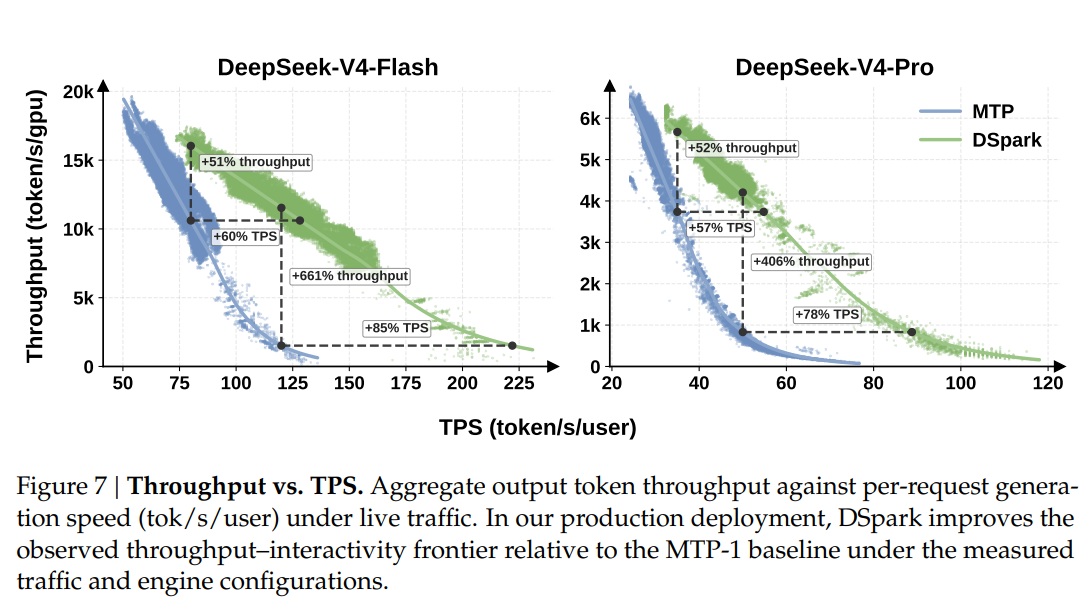 DeepSeek-V4-Flash
Throughput (token/s/gpu)
20k
15k
10k
5k
0
50
75
100
125
150
175
200
225
+51% throughput
+60% TPS
+661% throughput
+85% TPS
DeepSeek-V4-Pro
6k
5k
4k
3k
2k
1k
0
20
40
60
80
100
120
MTP
DSpark
+52% throughput
+57% TPS
+406% throughput
+78% TPS
TPS (token/s/user)
Figure 7 | Throughput vs. TPS. Aggregate output token throughput against per-request genera-
tion speed (tok/s/user) under live traffic. In our production deployment, DSpark improves the
observed throughput–interactivity frontier relative to the MTP-1 baseline under the measured
traffic and engine configurations.